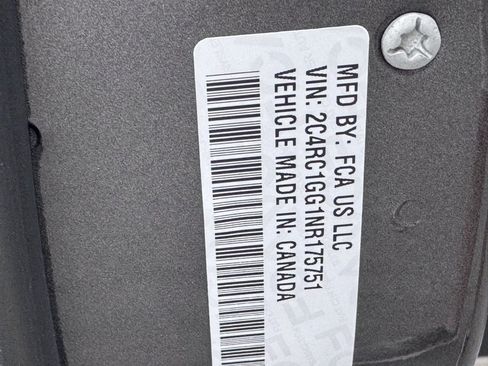 MFD BY: FCA US LLC
VIN: 2C4RC1GG1NR175751
VEHICLE MADE IN: CANADA